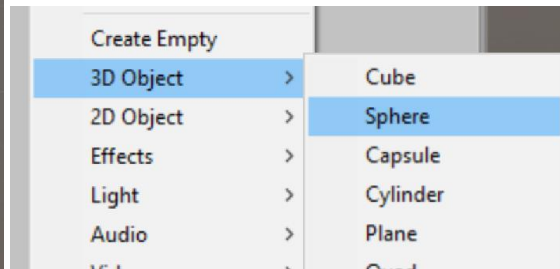 Create Empty
3D Object > Cube
2D Object > Sphere
Effects > Capsule
Light > Cylinder
Audio > Plane